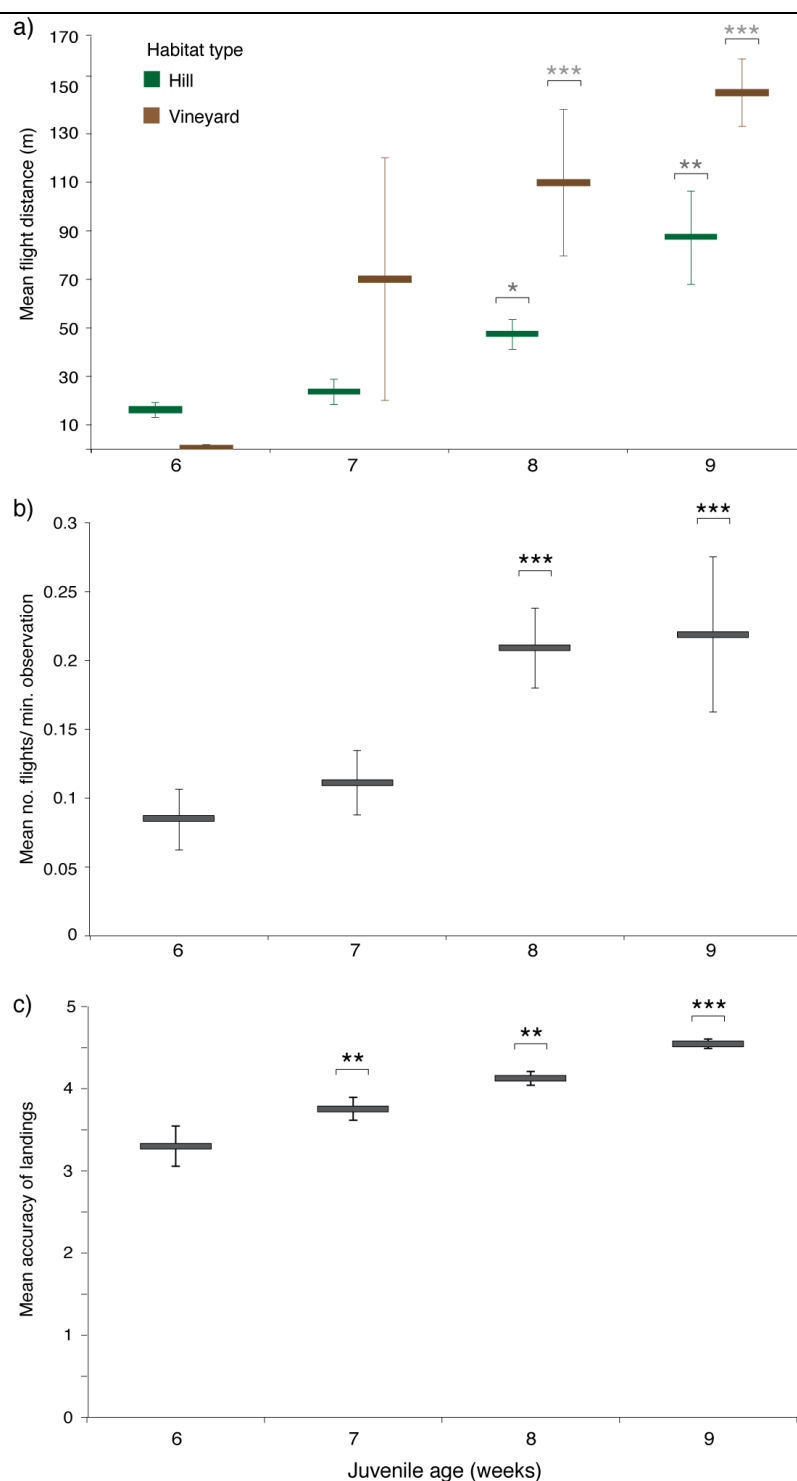 a)
170
150
130
110
90
70
50
30
10
Mean flight distance (m)
Habitat type
Hill
Vineyard
***
***
**
*
6 7 8 9
b)
0.3
0.25
0.2
0.15
0.1
0.05
0
Mean no. flights/ min. observation
***
***
6 7 8 9
c)
5
4
3
2
1
0
Mean accuracy of landings
**
**
***
6 7 8 9
Juvenile age (weeks)